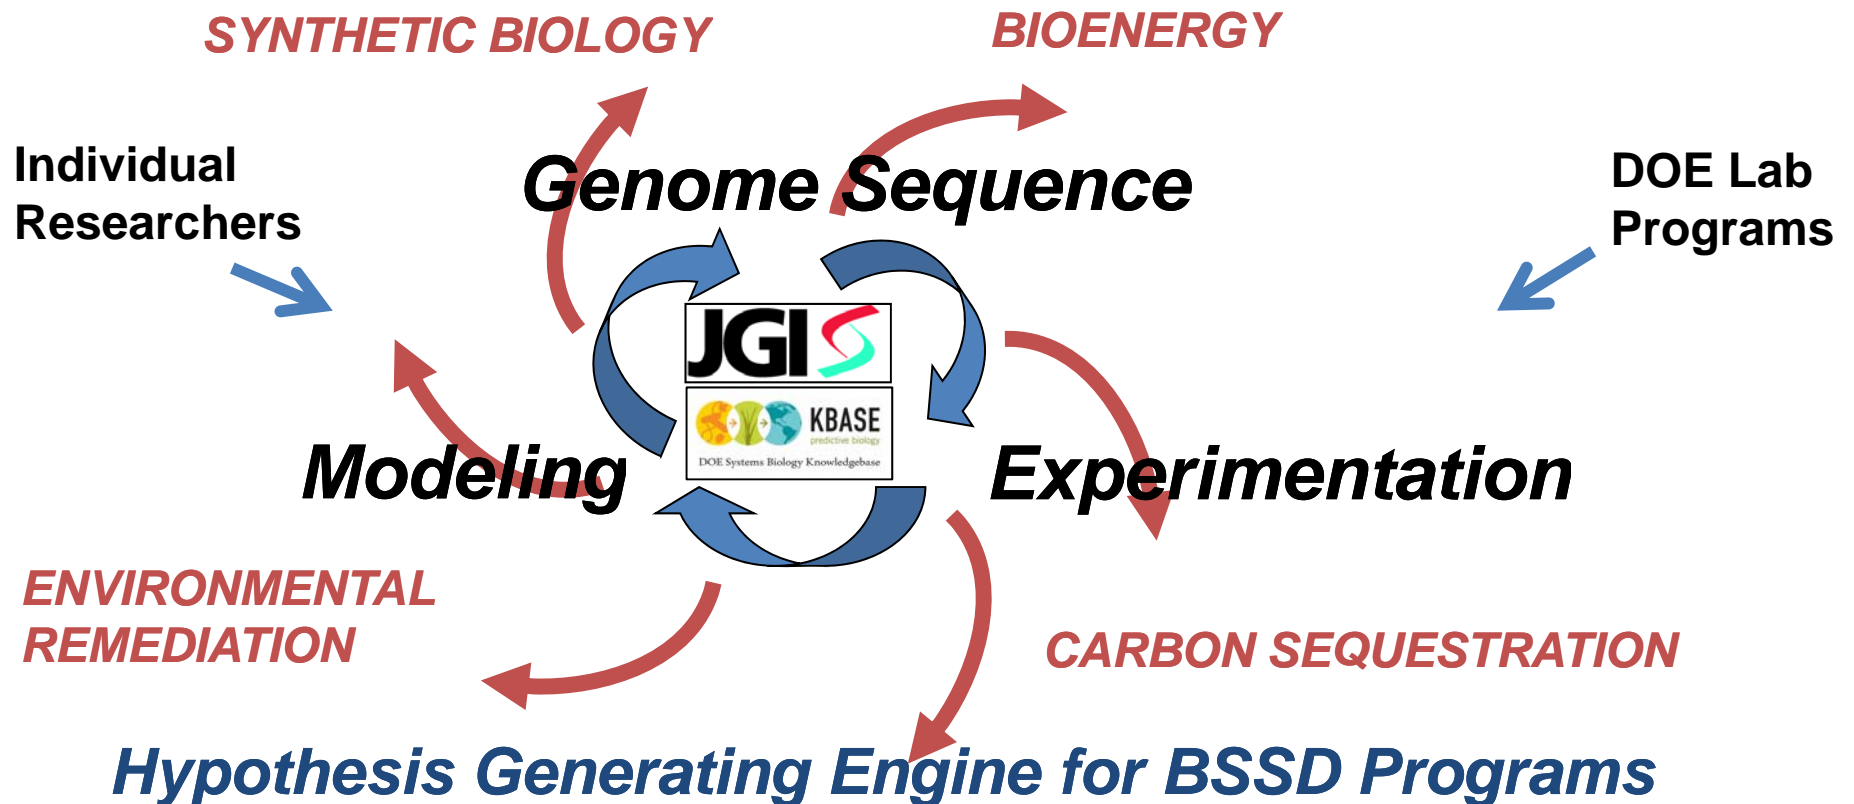 SYNTHETIC BIOLOGY
BIOENERGY
Individual
Researchers
Genome Sequence
DOE Lab
Programs
JGI
KBASE
predictive biology
DOE Systems Biology Knowledgebase
Modeling
Experimentation
ENVIRONMENTAL
REMEDIATION
CARBON SEQUESTRATION
Hypothesis Generating Engine for BSSD Programs